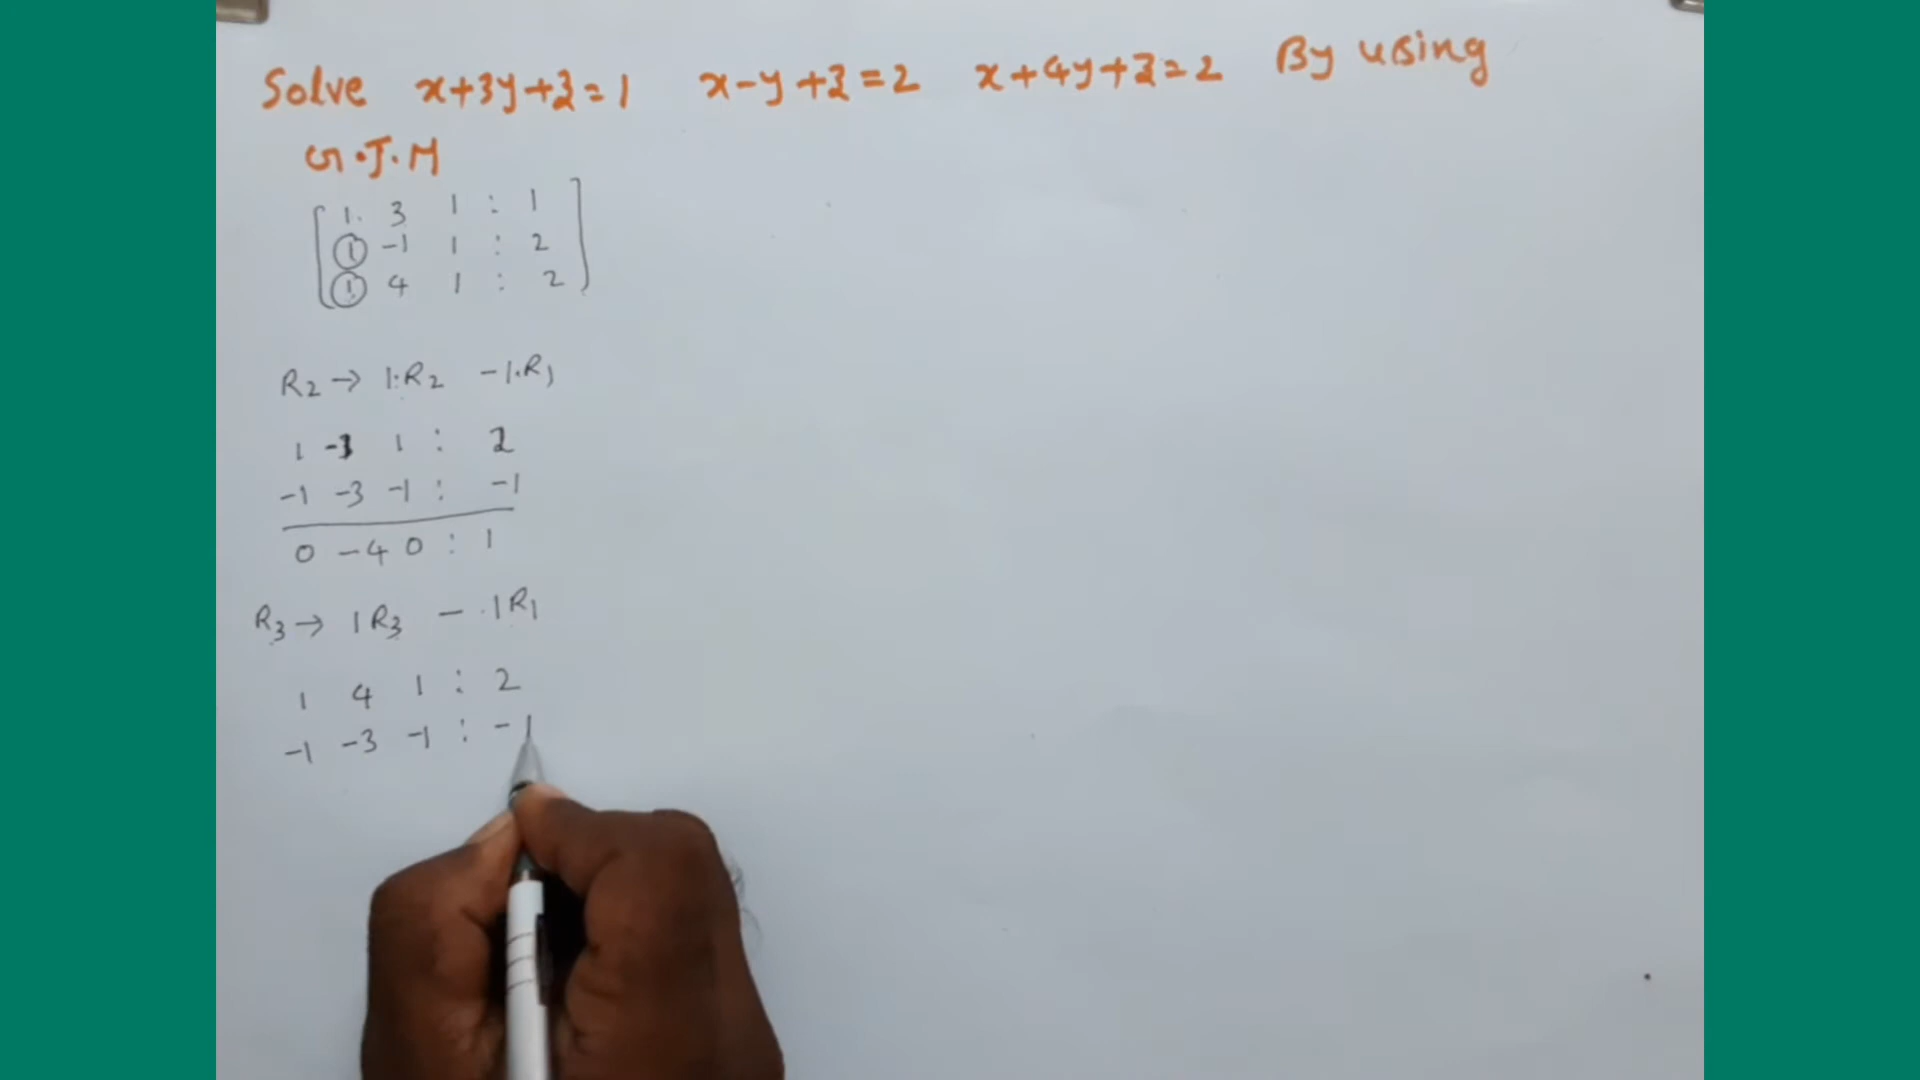 Solve x+3y+z=1 x-y+z=2 x+4y+z=2 By using
G.J.M
1. 3 1 : 1
1 -1 1 : 2
1 4 1 : 2
R2 → 1.R2 -1.R1
1 -1 1 : 2
-1 -3 -1 : -1
0 -4 0 : 1
R3 → 1R3 - 1R1
1 4 1 : 2
-1 -3 -1 : -1